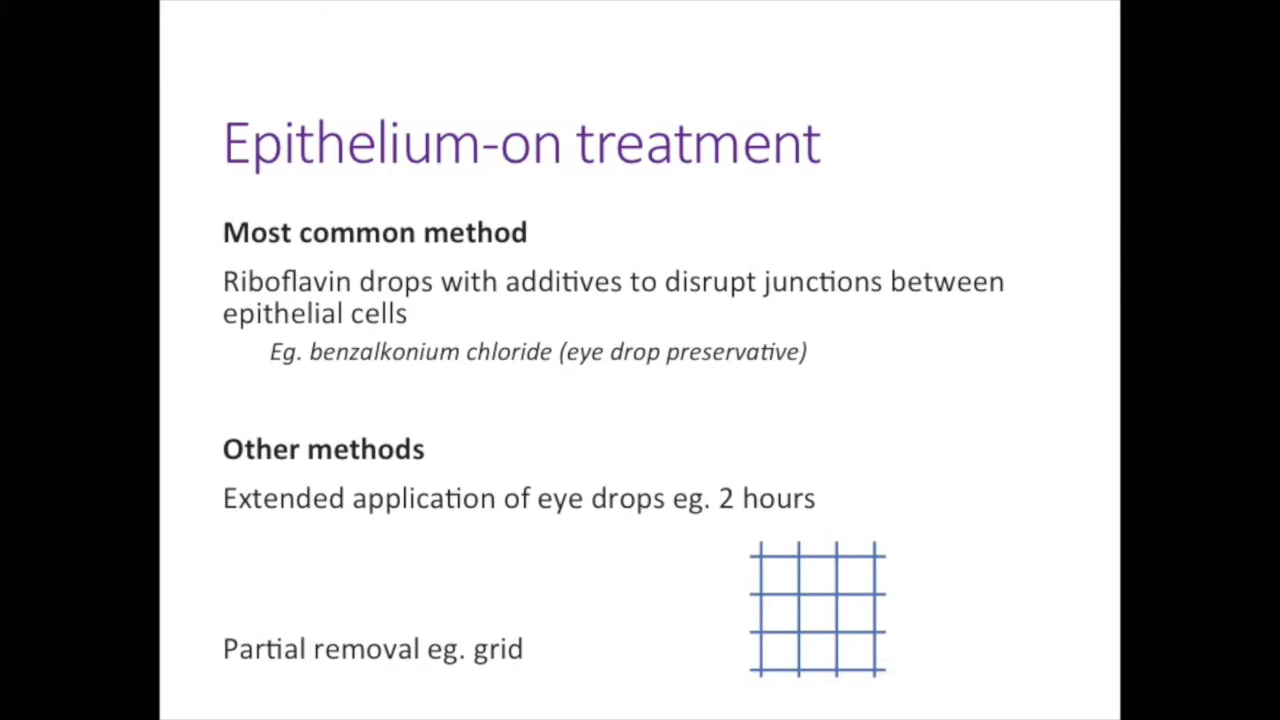 Epithelium-on treatment
Most common method
Riboflavin drops with additives to disrupt junctions between
epithelial cells
Eg. benzalkonium chloride (eye drop preservative)
Other methods
Extended application of eye drops eg. 2 hours
Partial removal eg. grid